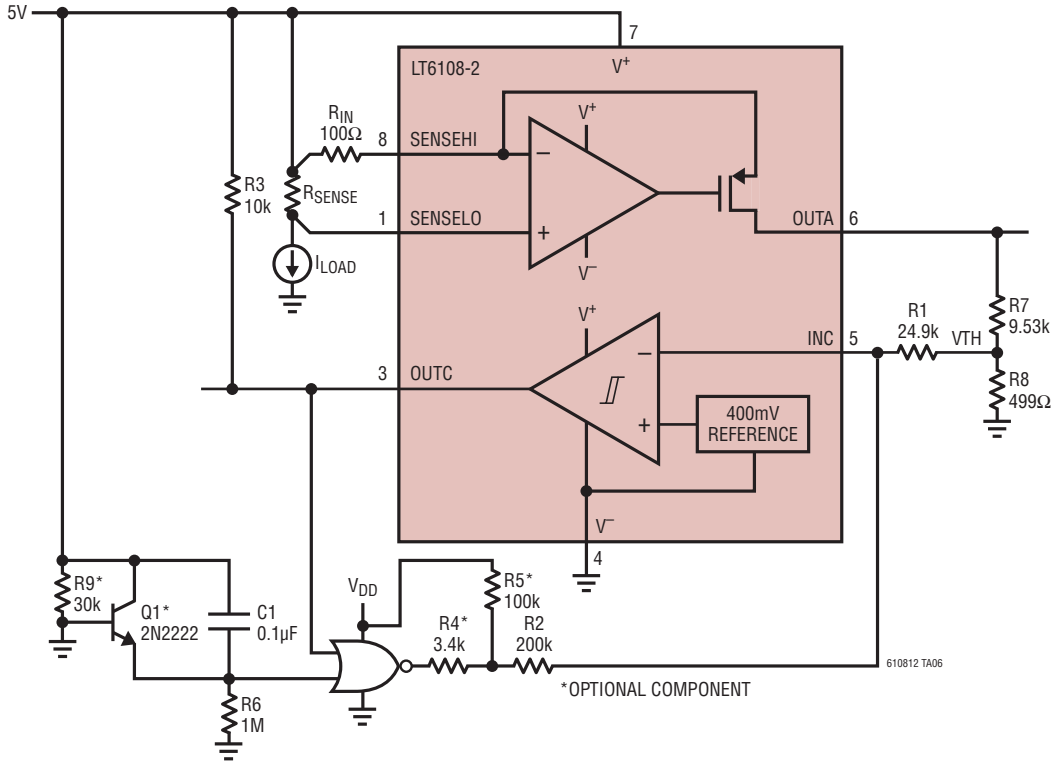 5V
7
LT6108-2
V+
RIN
100Ω
8
SENSEHI
V+
−
R3
10k
RSENSE
1
SENSELO
+
OUTA
6
V−
ILOAD
V+
R1
24.9k
R7
9.53k
INC
5
VTH
−
3
OUTC
R8
499Ω
400mV
REFERENCE
+
V−
4
R9*
30k
Q1*
2N2222
C1
0.1µF
VDD
R5*
100k
R4*
3.4k
R2
200k
610812 TA06
*OPTIONAL COMPONENT
R6
1M